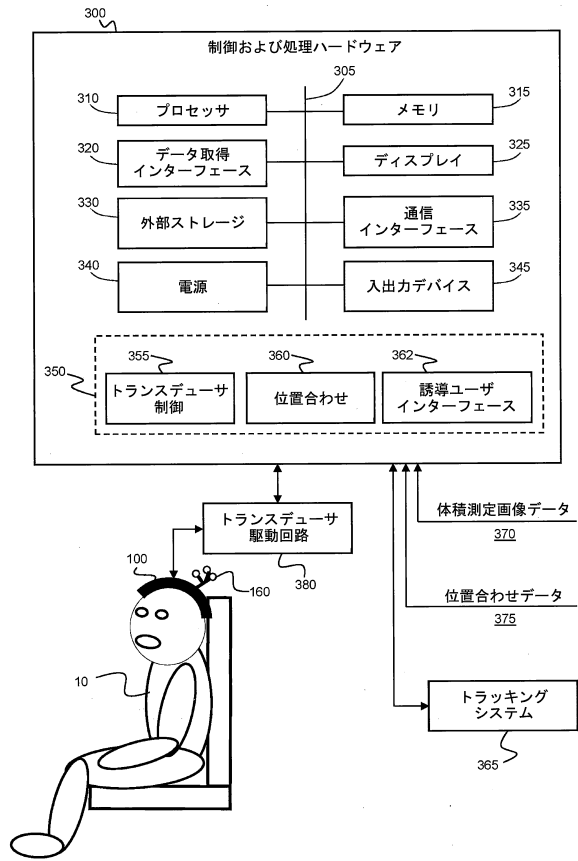 300
制御および処理ハードウェア
305
310
プロセッサ
メモリ
315
320
データ取得
インターフェース
ディスプレイ
325
330
外部ストレージ
通信
インターフェース
335
340
電源
入出力デバイス
345
350
355
トランスデューサ
制御
360
位置合わせ
362
誘導ユーザ
インターフェース
トランスデューサ
駆動回路
380
体積測定画像データ
370
100
160
位置合わせデータ
375
10
トラッキング
システム
365